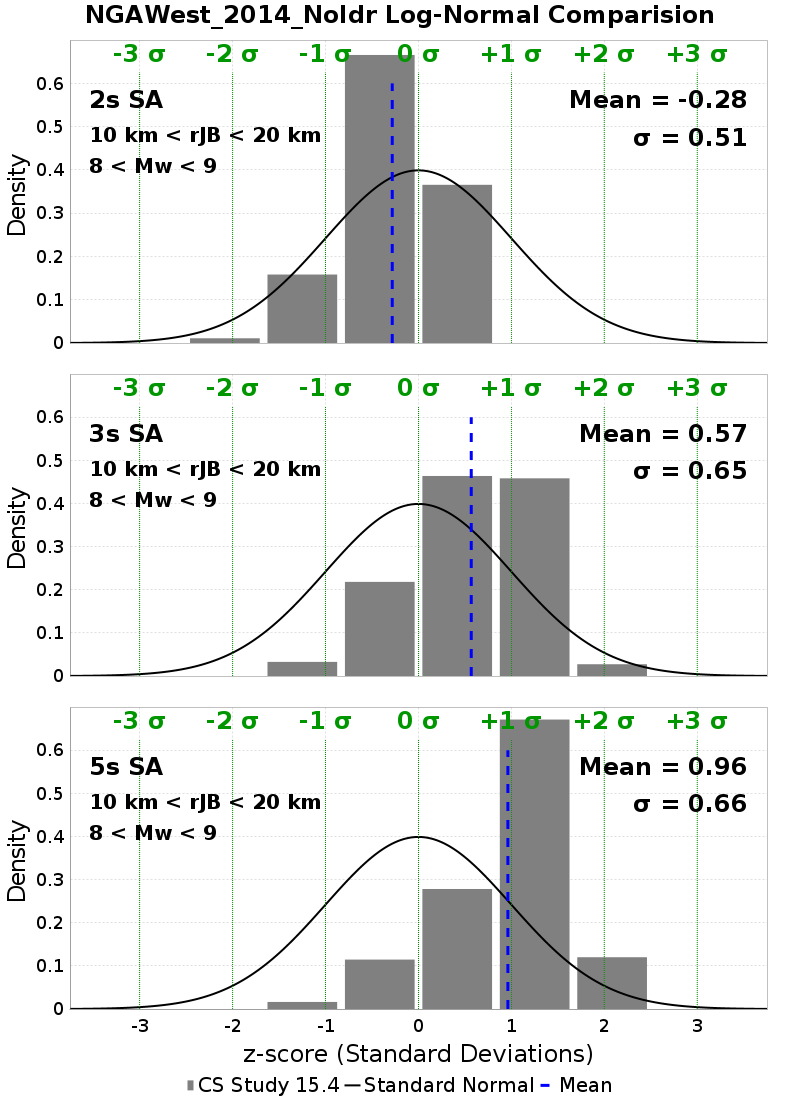 NGAWest_2014_NoIdr Log-Normal Comparision
-3 σ -2 σ -1 σ 0 σ +1 σ +2 σ +3 σ
0.6
2s SA Mean = -0.28
0.5
10 km < rJB < 20 km σ = 0.51
0.4
8 < Mw < 9
0.3
0.2
0.1
0
Density
-3 σ -2 σ -1 σ 0 σ +1 σ +2 σ +3 σ
0.6
3s SA Mean = 0.57
0.5
10 km < rJB < 20 km σ = 0.65
0.4
8 < Mw < 9
0.3
0.2
0.1
0
Density
-3 σ -2 σ -1 σ 0 σ +1 σ +2 σ +3 σ
0.6
5s SA Mean = 0.96
0.5
10 km < rJB < 20 km σ = 0.66
0.4
8 < Mw < 9
0.3
0.2
0.1
0
Density
-3 -2 -1 0 1 2 3
z-score (Standard Deviations)
CS Study 15.4 Standard Normal Mean